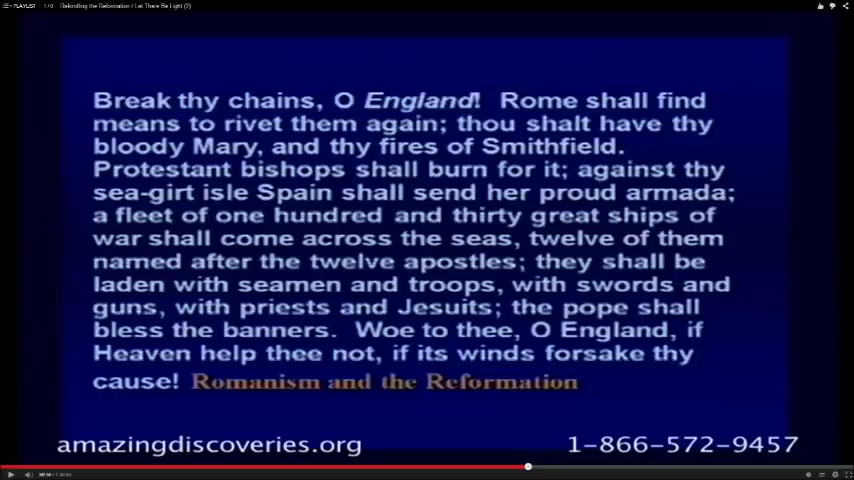 PLAYLIST
Rekindling the Reformation / Let There Be Light (2)
Break thy chains, O England! Rome shall find
means to rivet them again; thou shalt have thy
bloody Mary, and thy fires of Smithfield.
Protestant bishops shall burn for it; against thy
sea-girt isle Spain shall send her proud armada;
a fleet of one hundred and thirty great ships of
war shall come across the seas, twelve of them
named after the twelve apostles; they shall be
laden with seamen and troops, with swords and
guns, with priests and Jesuits; the pope shall
bless the banners. Woe to thee, O England, if
Heaven help thee not, if its winds forsake thy
cause! Romanism and the Reformation
amazingdiscoveries.org 1-866-572-9457